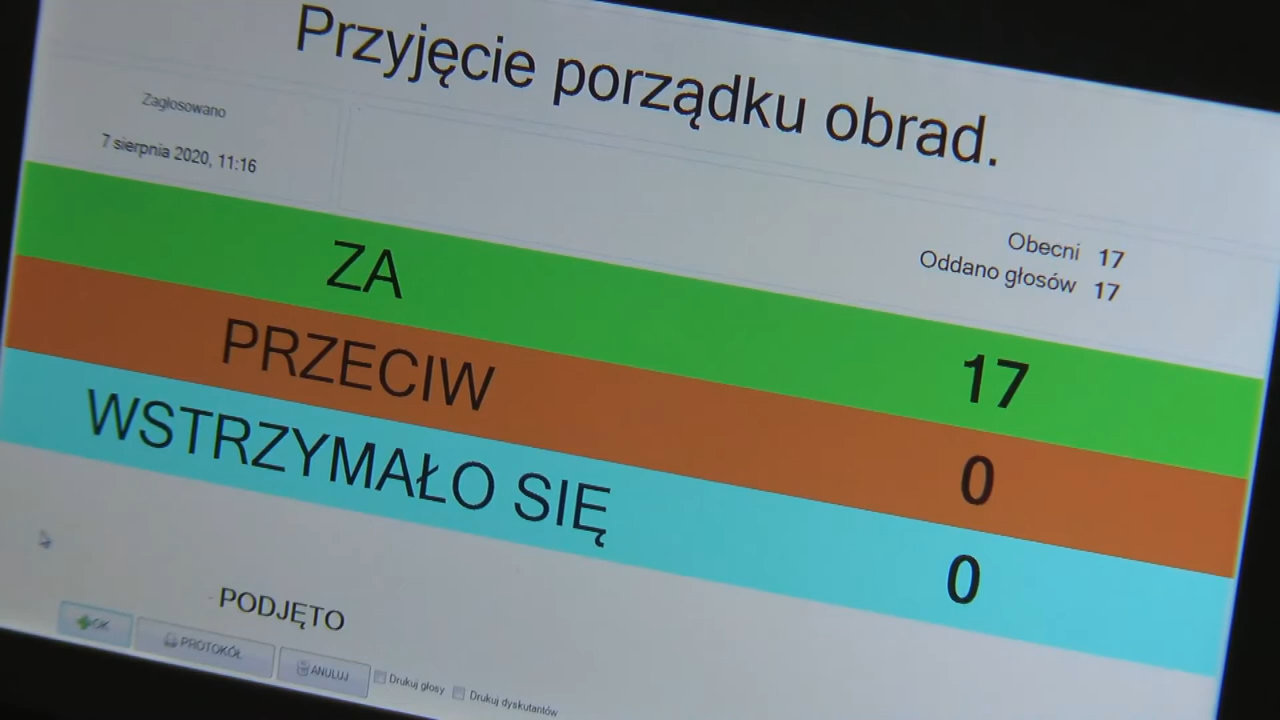 Przyjęcie porządku obrad.
Zagłosowano
7 sierpnia 2020, 11:16
Obecni 17
Oddano głosów 17
ZA 17
PRZECIW 0
WSTRZYMAŁO SIĘ 0
PODJĘTO
OK PROTOKÓŁ ANULUJ Drukuj głosy Drukuj dyskutantów